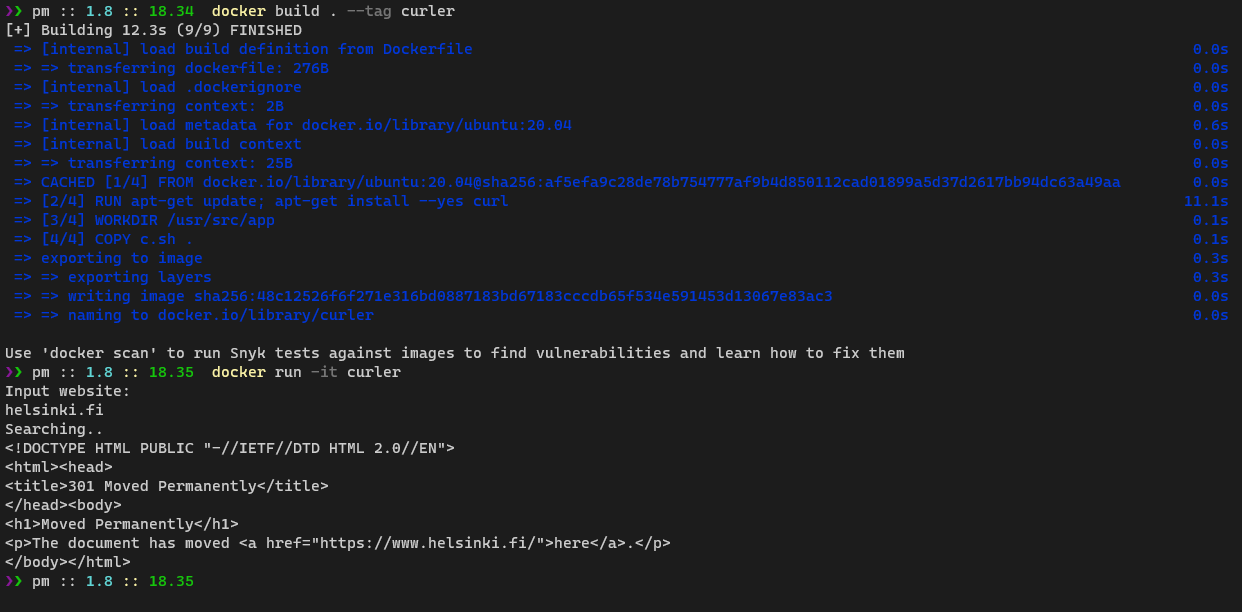 ❯❯ pm :: 1.8 :: 18.34  docker build . --tag curler
[+] Building 12.3s (9/9) FINISHED
 => [internal] load build definition from Dockerfile 0.0s
 => => transferring dockerfile: 276B 0.0s
 => [internal] load .dockerignore 0.0s
 => => transferring context: 2B 0.0s
 => [internal] load metadata for docker.io/library/ubuntu:20.04 0.6s
 => [internal] load build context 0.0s
 => => transferring context: 25B 0.0s
 => CACHED [1/4] FROM docker.io/library/ubuntu:20.04@sha256:af5efa9c28de78b754777af9b4d850112cad01899a5d37d2617bb94dc63a49aa 0.0s
 => [2/4] RUN apt-get update; apt-get install --yes curl 11.1s
 => [3/4] WORKDIR /usr/src/app 0.1s
 => [4/4] COPY c.sh . 0.1s
 => exporting to image 0.3s
 => => exporting layers 0.3s
 => => writing image sha256:48c12526f6f271e316bd0887183bd67183cccdb65f534e591453d13067e83ac3 0.0s
 => => naming to docker.io/library/curler 0.0s
Use 'docker scan' to run Snyk tests against images to find vulnerabilities and learn how to fix them
❯❯ pm :: 1.8 :: 18.35  docker run -it curler
Input website:
helsinki.fi
Searching..
<!DOCTYPE HTML PUBLIC "-//IETF//DTD HTML 2.0//EN">
<html><head>
<title>301 Moved Permanently</title>
</head><body>
<h1>Moved Permanently</h1>
<p>The document has moved <a href="https://www.helsinki.fi/">here</a>.</p>
</body></html>
❯❯ pm :: 1.8 :: 18.35